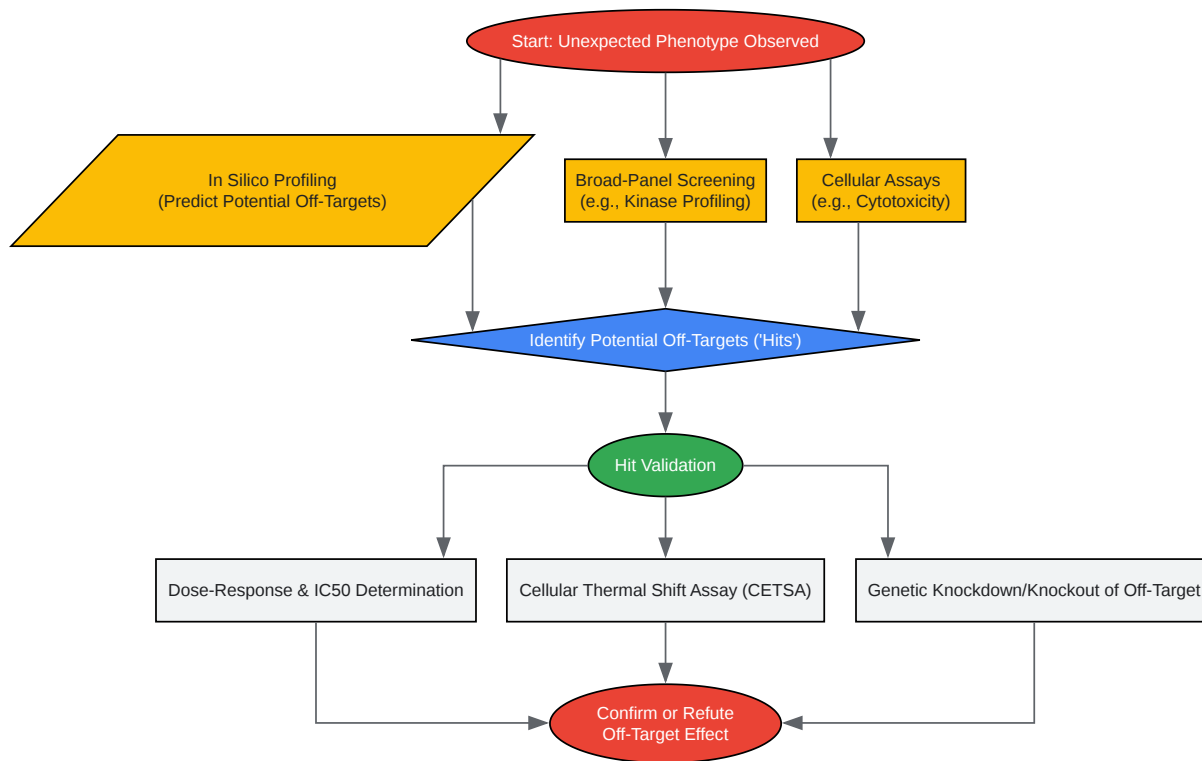 Start: Unexpected Phenotype Observed
In Silico Profiling
(Predict Potential Off-Targets)
Broad-Panel Screening
(e.g., Kinase Profiling)
Cellular Assays
(e.g., Cytotoxicity)
Identify Potential Off-Targets ('Hits')
Hit Validation
Dose-Response & IC50 Determination
Cellular Thermal Shift Assay (CETSA)
Genetic Knockdown/Knockout of Off-Target
Confirm or Refute
Off-Target Effect